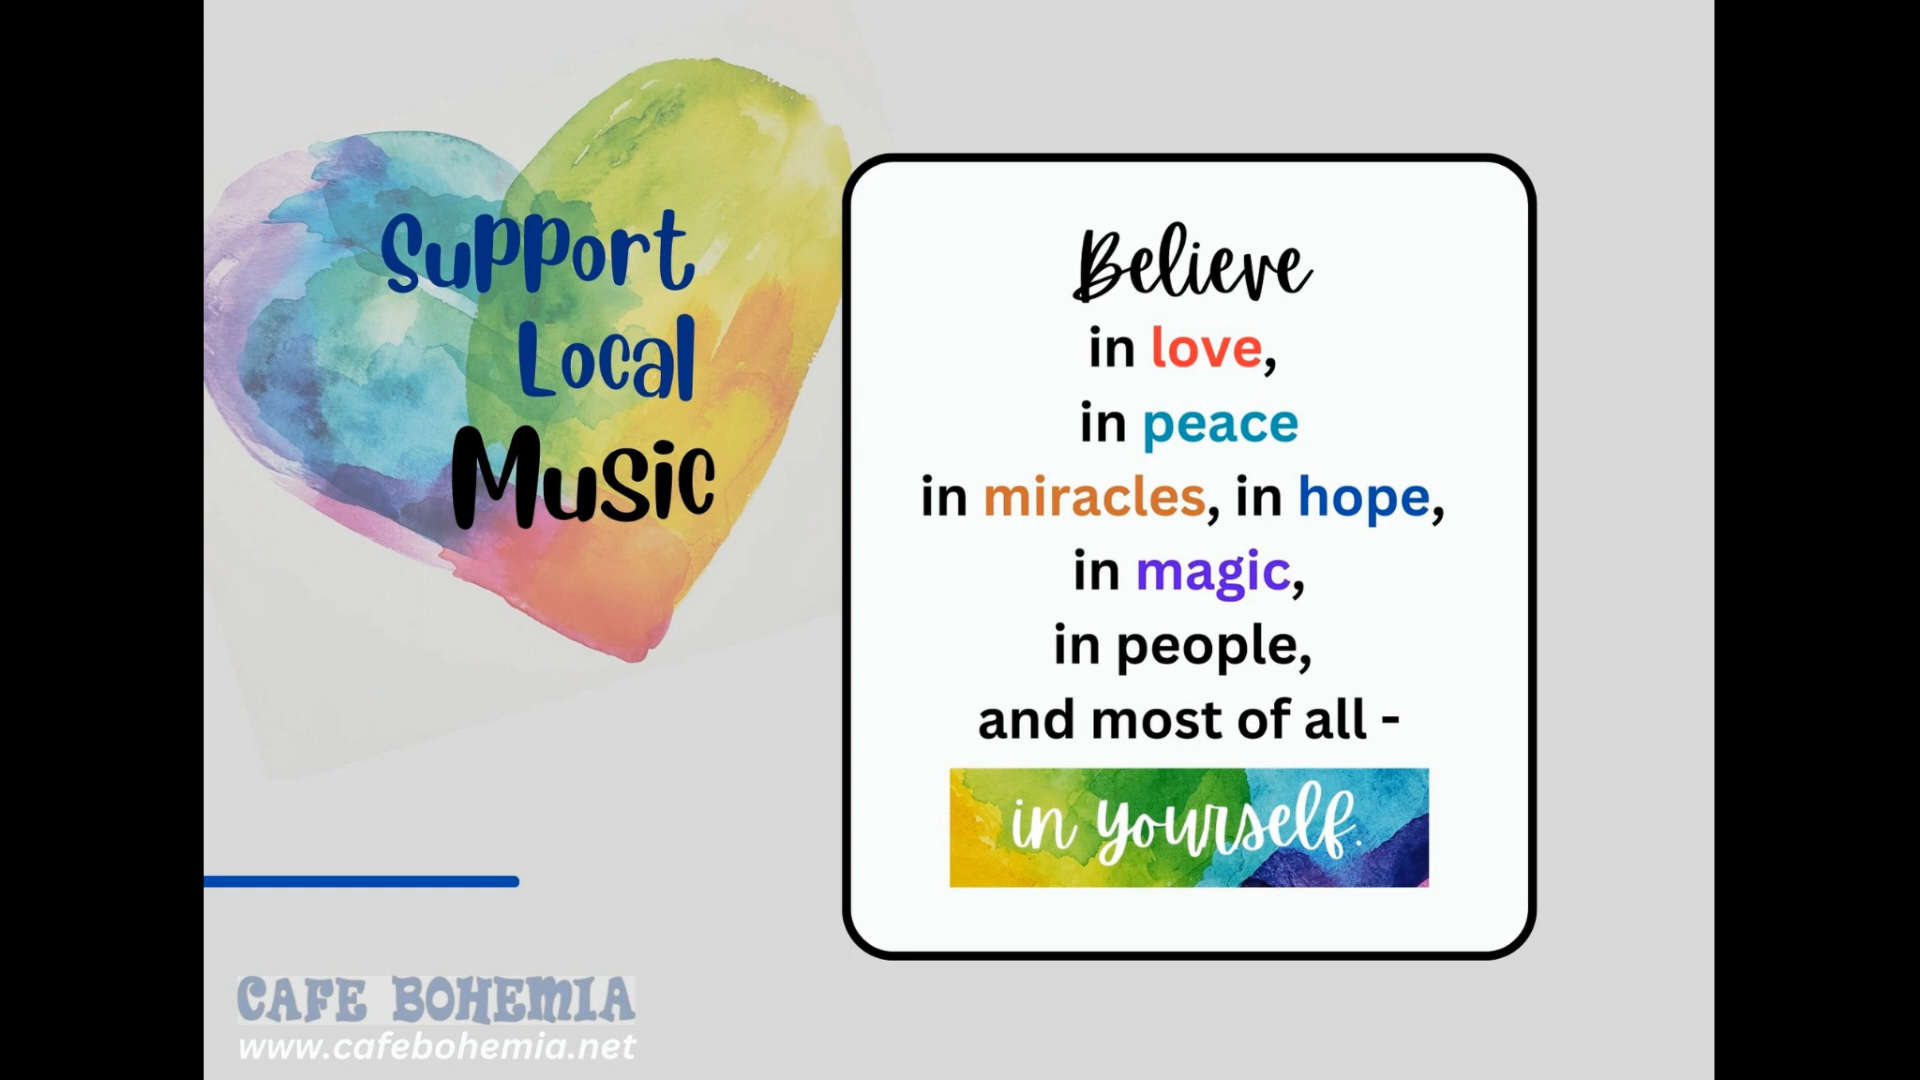 Support
Local
Music
Believe
in love,
in peace
in miracles, in hope,
in magic,
in people,
and most of all -
in yourself.
CAFE BOHEMIA
www.cafebohemia.net